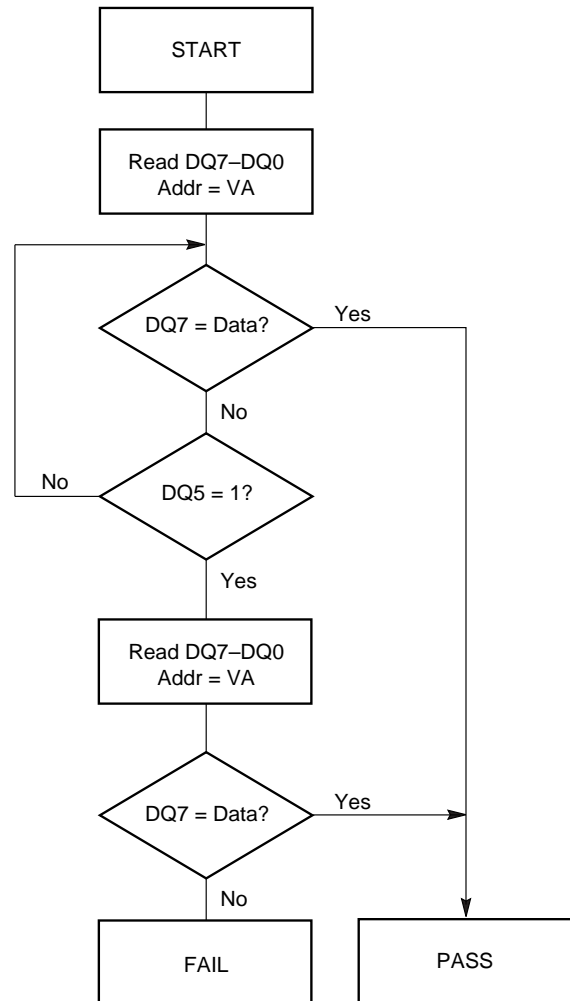 START
Read DQ7–DQ0
Addr = VA
DQ7 = Data?
Yes
No
No
DQ5 = 1?
Yes
Read DQ7–DQ0
Addr = VA
DQ7 = Data?
Yes
No
FAIL
PASS